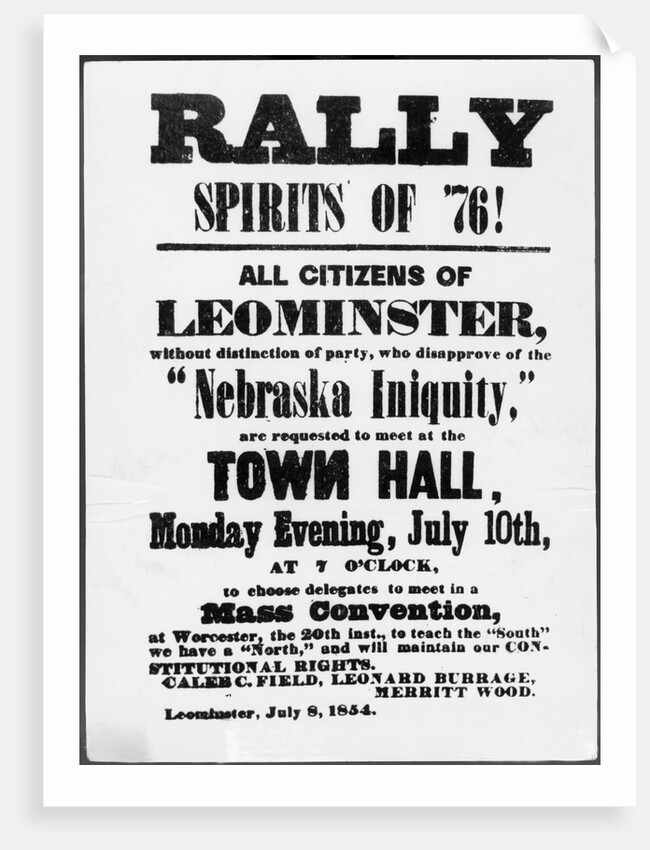 RALLY
SPIRITS OF '76!
ALL CITIZENS OF
LEOMINSTER,
without distinction of party, who disapprove of the
"Nebraska Iniquity,"
are requested to meet at the
TOWN HALL,
Monday Evening, July 10th,
AT 7 O'CLOCK,
to choose delegates to meet in a
Mass Convention,
at Worcester, the 20th inst., to teach the "South"
we have a "North," and will maintain our CON-
STITUTIONAL RIGHTS.
CALEB C. FIELD, LEONARD BURRAGE,
MERRITT WOOD.
Leominster, July 8, 1854.